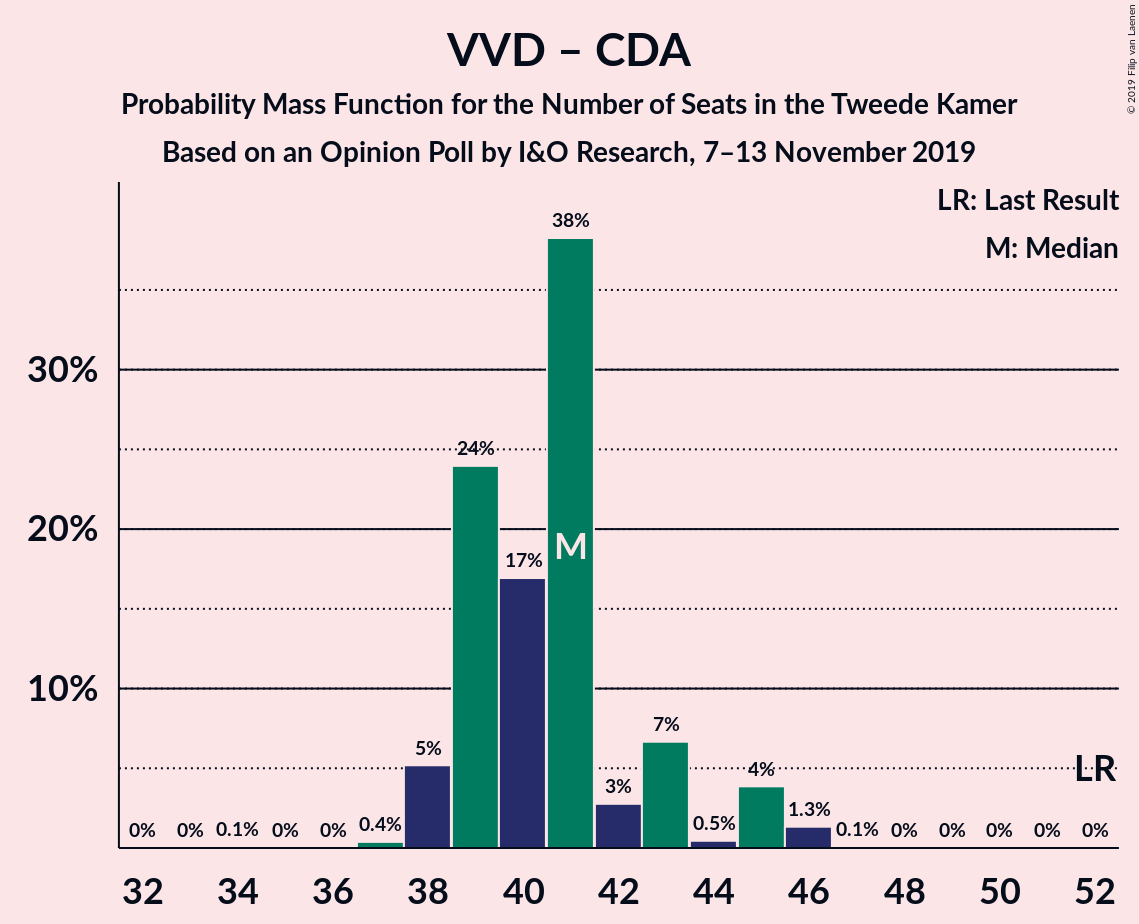 VVD – CDA
Probability Mass Function for the Number of Seats in the Tweede Kamer
Based on an Opinion Poll by I&O Research, 7–13 November 2019
© 2019 Filip van Laenen
LR: Last Result
M: Median
30%
20%
10%
0% 0% 0.1% 0% 0% 0.4% 5% 24% 17% 38% 3% 7% 0.5% 4% 1.3% 0.1% 0% 0% 0% 0% 0%
M
LR
32 34 36 38 40 42 44 46 48 50 52